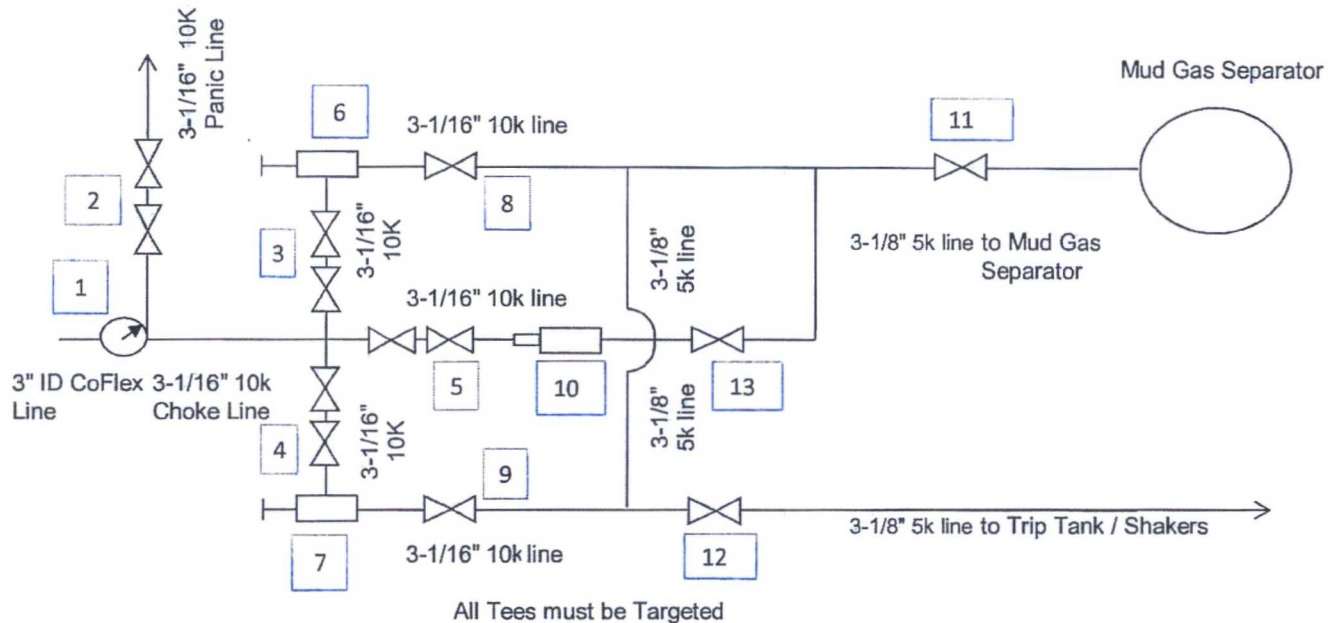 3-1/16" 10K
Panic Line
Mud Gas Separator
6
3-1/16" 10k line
11
2
8
3
3-1/16"
10K
3-1/8"
5k line
3-1/8" 5k line to Mud Gas
Separator
1
3-1/16" 10k line
3" ID CoFlex
Line
3-1/16" 10k
Choke Line
5
10
13
4
3-1/16"
10K
3-1/8"
5k line
9
7
3-1/16" 10k line
12
3-1/8" 5k line to Trip Tank / Shakers
All Tees must be Targeted